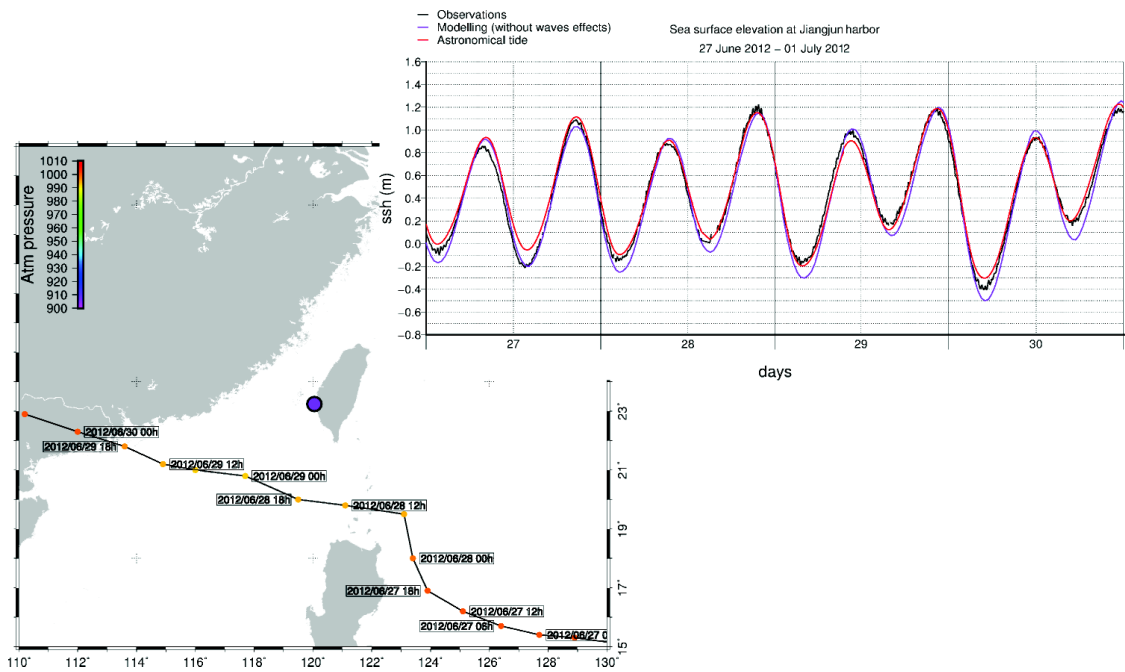 Observations
Modelling (without waves effects)
Astronomical tide
Sea surface elevation at Jiangjun harbor
27 June 2012 − 01 July 2012
1.6
1.4
1.2
1.0
0.8
0.6
0.4
0.2
0.0
−0.2
−0.4
−0.6
−0.8
ssh (m)
27
28
29
30
days
Atm pressure
1010
1000
990
980
970
960
950
940
930
920
910
900
2012/06/30 00h
2012/06/29 18h
2012/06/29 12h
2012/06/29 00h
2012/06/28 18h
2012/06/28 12h
2012/06/28 00h
2012/06/27 18h
2012/06/27 12h
2012/06/27 06h
2012/06/27 0
23°
21°
19°
17°
15°
110°
112°
114°
116°
118°
120°
122°
124°
126°
128°
130°